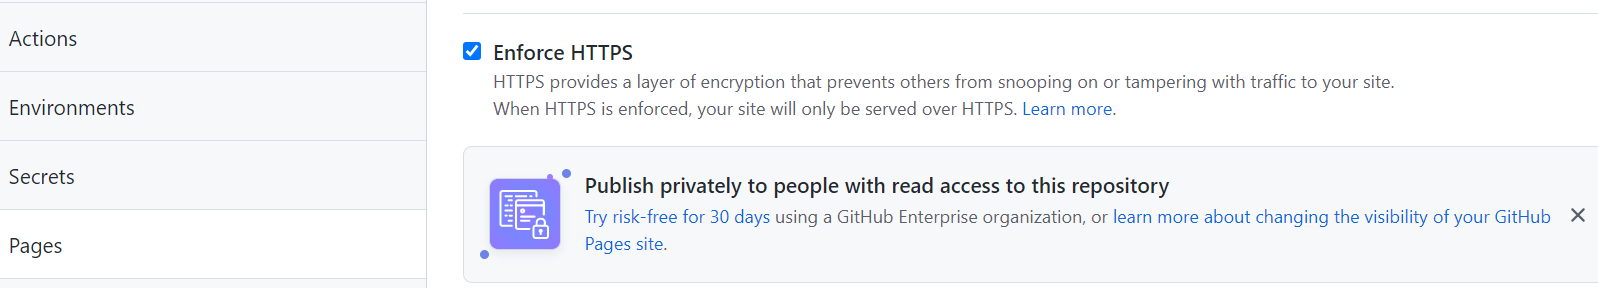 Actions
Environments
Secrets
Pages
Enforce HTTPS
HTTPS provides a layer of encryption that prevents others from snooping on or tampering with traffic to your site.
When HTTPS is enforced, your site will only be served over HTTPS. Learn more.
Publish privately to people with read access to this repository
Try risk-free for 30 days using a GitHub Enterprise organization, or learn more about changing the visibility of your GitHub
Pages site.